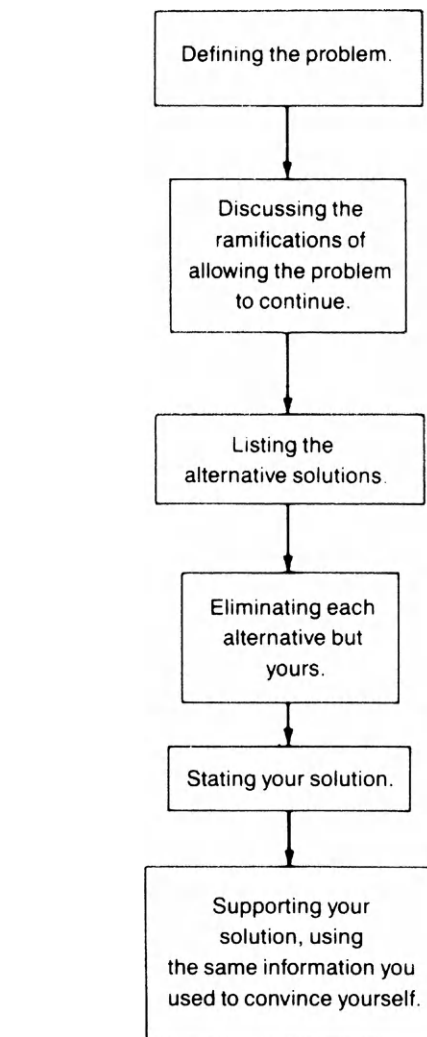 Defining the problem.
Discussing the
ramifications of
allowing the problem
to continue.
Listing the
alternative solutions.
Eliminating each
alternative but
yours.
Stating your solution.
Supporting your
solution, using
the same information you
used to convince yourself.